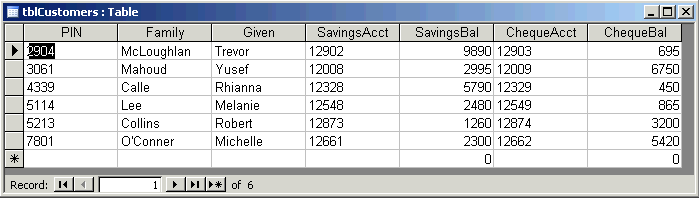 tblCustomers : Table
PIN Family Given SavingsAcct SavingsBal ChequeAcct ChequeBal
2904 McLoughlan Trevor 12902 9890 12903 695
3061 Mahoud Yusef 12008 2995 12009 6750
4339 Calle Rhianna 12328 5790 12329 450
5114 Lee Melanie 12548 2480 12549 865
5213 Collins Robert 12873 1260 12874 3200
7801 O'Conner Michelle 12661 2300 12662 5420
0 0
Record: 1 of 6